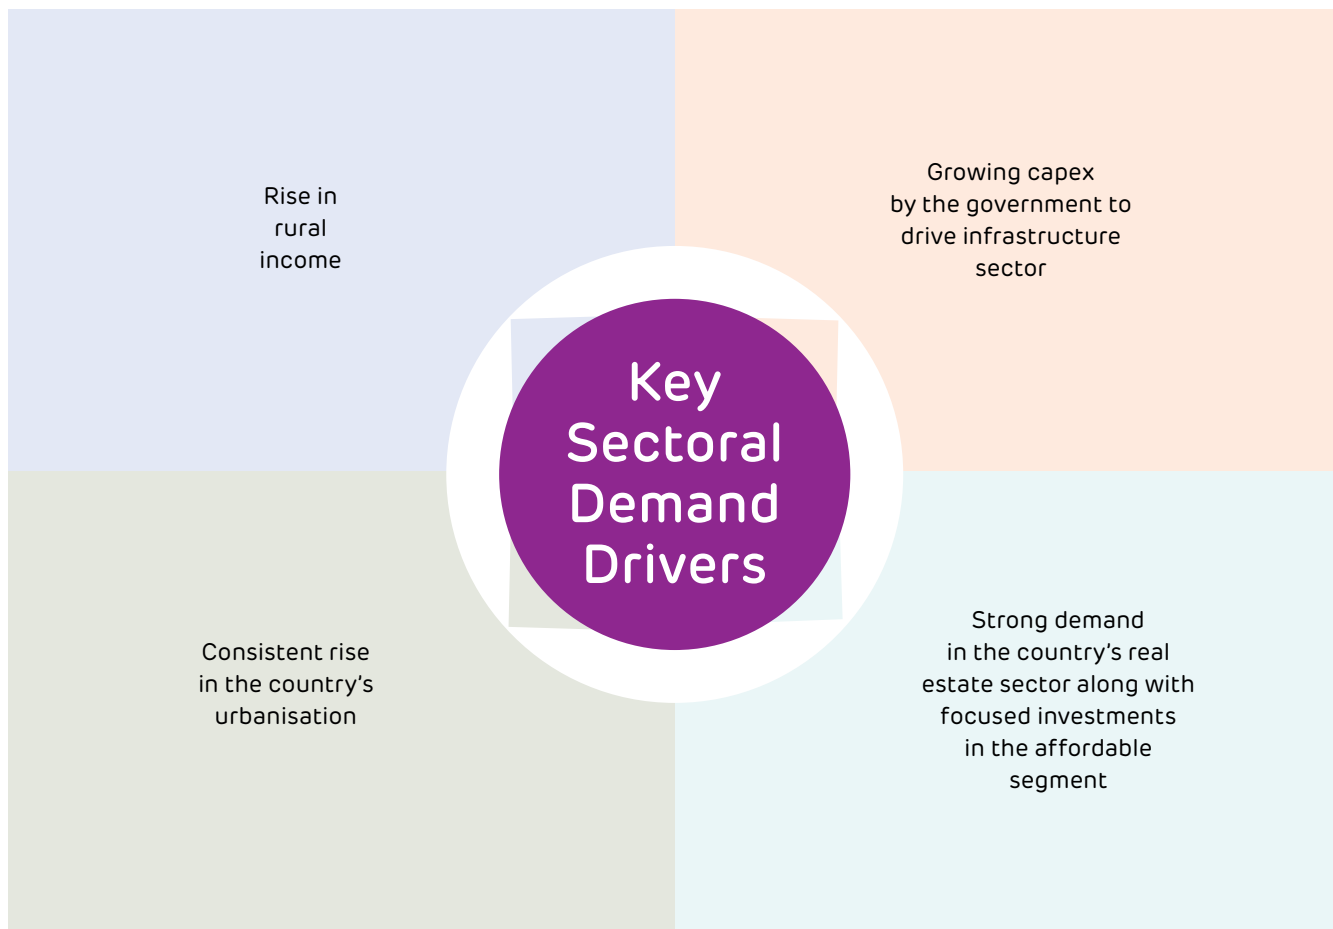 Rise in
rural
income
Growing capex
by the government to
drive infrastructure
sector
Key
Sectoral
Demand
Drivers
Consistent rise
in the country's
urbanisation
Strong demand
in the country's real
estate sector along with
focused investments
in the affordable
segment